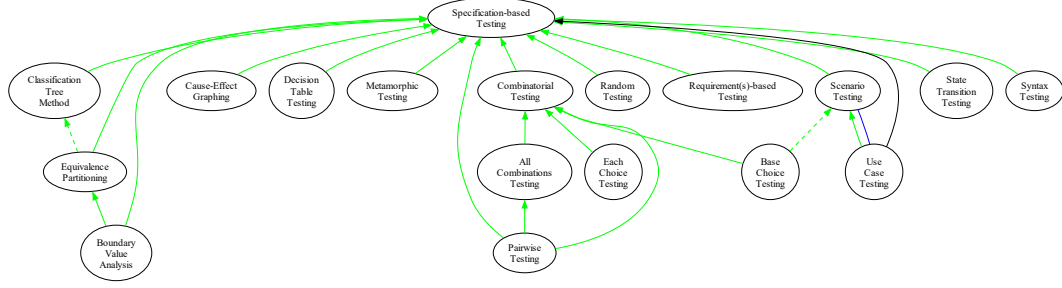 Specification-based
Testing
Classification
Tree
Method
Cause-Effect
Graphing
Decision
Table
Testing
Metamorphic
Testing
Combinatorial
Testing
Random
Testing
Requirement(s)-based
Testing
Scenario
Testing
State
Transition
Testing
Syntax
Testing
Equivalence
Partitioning
All
Combinations
Testing
Each
Choice
Testing
Base
Choice
Testing
Use
Case
Testing
Boundary
Value
Analysis
Pairwise
Testing